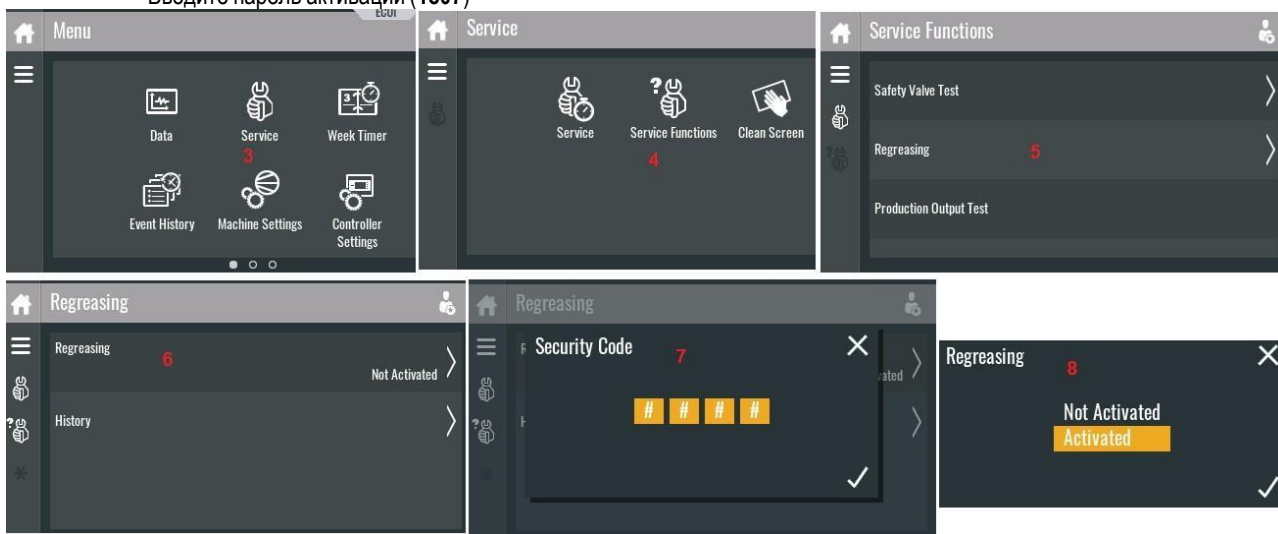 Вводите пароль активации
Menu
Data
Service
Week Timer
3
Event History
Machine Settings
Controller Settings
Service
Service
Service Functions
Clean Screen
4
Service Functions
Safety Valve Test
Regreasing
5
Production Output Test
Regreasing
Regreasing
6
Not Activated
History
Regreasing
Security Code
7
# # # #
R
vated
H
Regreasing
8
Not Activated
Activated